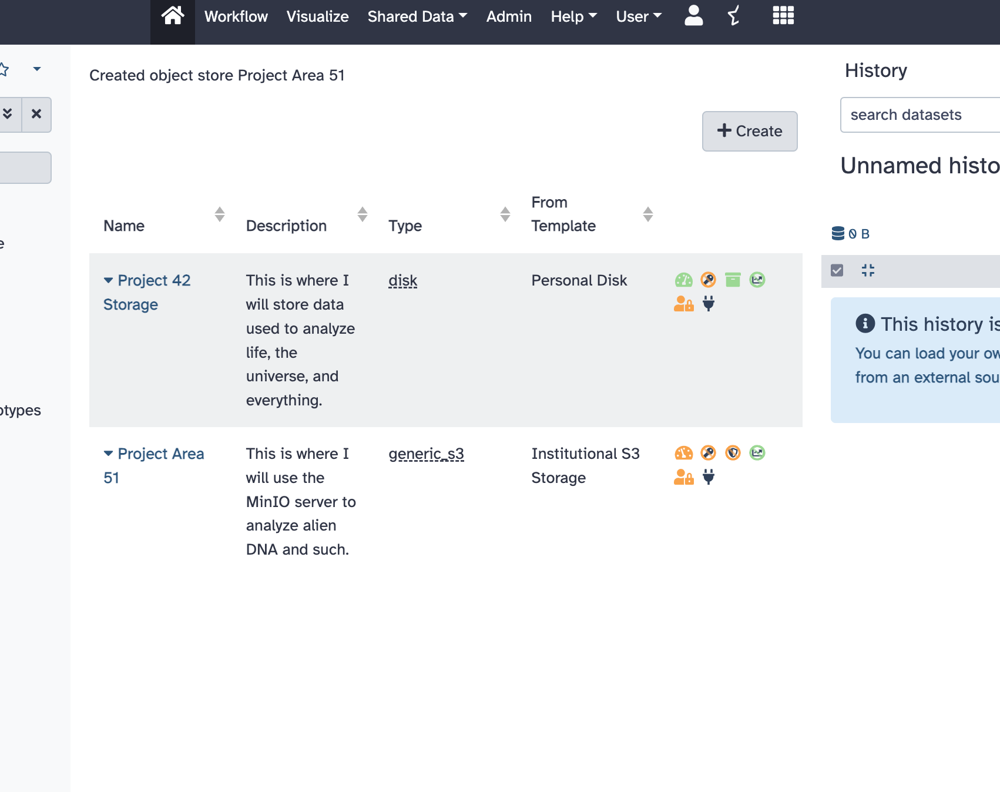 Workflow Visualize Shared Data Admin Help User
Created object store Project Area 51
Create
Name Description Type From Template
Project 42 Storage
This is where I
will store data
used to analyze
life, the
universe, and
everything.
disk
Personal Disk
Project Area
51
This is where I
will use the
MinIO server to
analyze alien
DNA and such.
generic_s3
Institutional S3
Storage
History
search datasets
Unnamed histo
0 B
This history is
You can load your ow
from an external sou